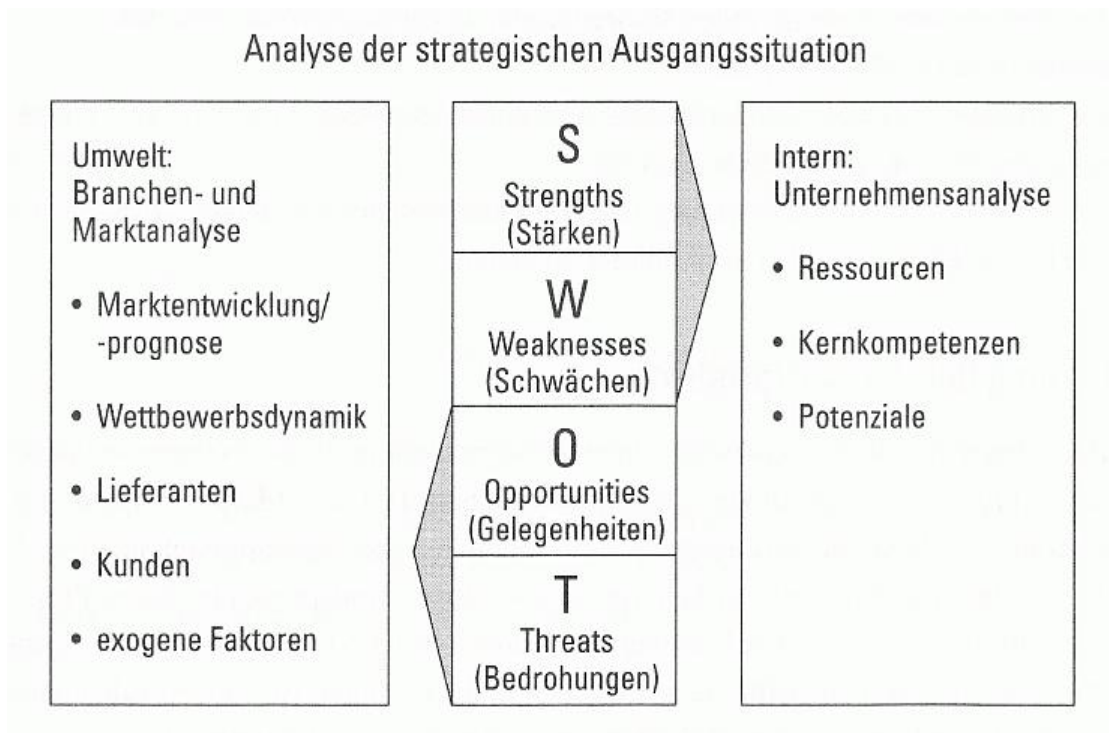 Analyse der strategischen Ausgangssituation
Umwelt:
Branchen- und
Marktanalyse
• Marktentwicklung/
-prognose
• Wettbewerbsdynamik
• Lieferanten
• Kunden
• exogene Faktoren
S
Strengths
(Stärken)
W
Weaknesses
(Schwächen)
O
Opportunities
(Gelegenheiten)
T
Threats
(Bedrohungen)
Intern:
Unternehmensanalyse
• Ressourcen
• Kernkompetenzen
• Potenziale